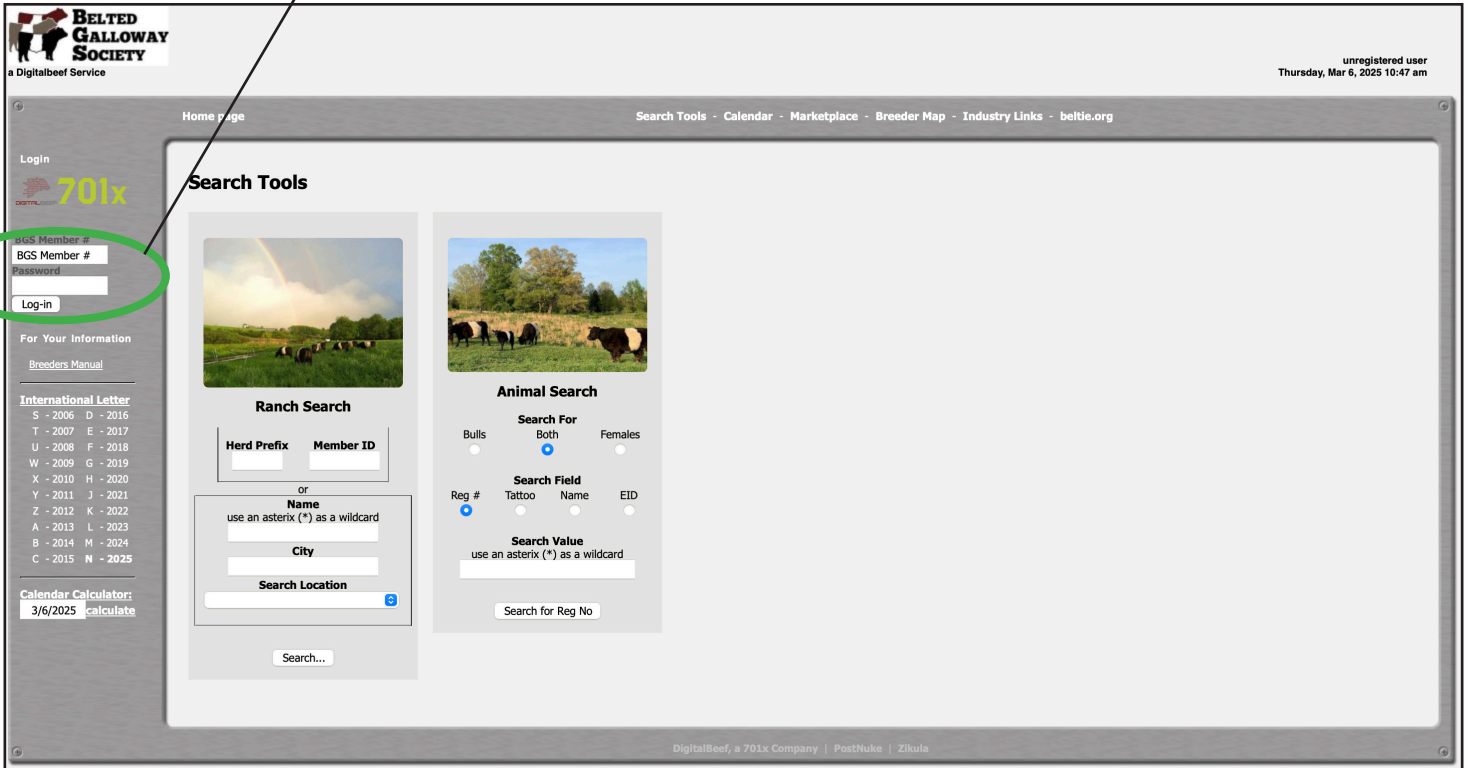 BELTED
GALLOWAY
SOCIETY
a Digitalbeef Service
unregistered user
Thursday, Mar 6, 2025 10:47 am
Home page
Search Tools - Calendar - Marketplace - Breeder Map - Industry Links - beltie.org
Login
DIGITAL
701x
BGS Member #
BGS Member #
Password
Log-in
For Your Information
Breeders Manual
International Letter
S - 2006 D - 2016
T - 2007 E - 2017
U - 2008 F - 2018
W - 2009 G - 2019
X - 2010 H - 2020
Y - 2011 J - 2021
Z - 2012 K - 2022
A - 2013 L - 2023
B - 2014 M - 2024
C - 2015 N - 2025
Calendar Calculator:
3/6/2025 calculate
Search Tools
Ranch Search
Herd Prefix Member ID
or
Name
use an asterix (*) as a wildcard
City
Search Location
Search...
Animal Search
Search For
Bulls Both Females
Search Field
Reg # Tattoo Name EID
Search Value
use an asterix (*) as a wildcard
Search for Reg No
DigitalBeef, a 701x Company | PostNuke | Zikula